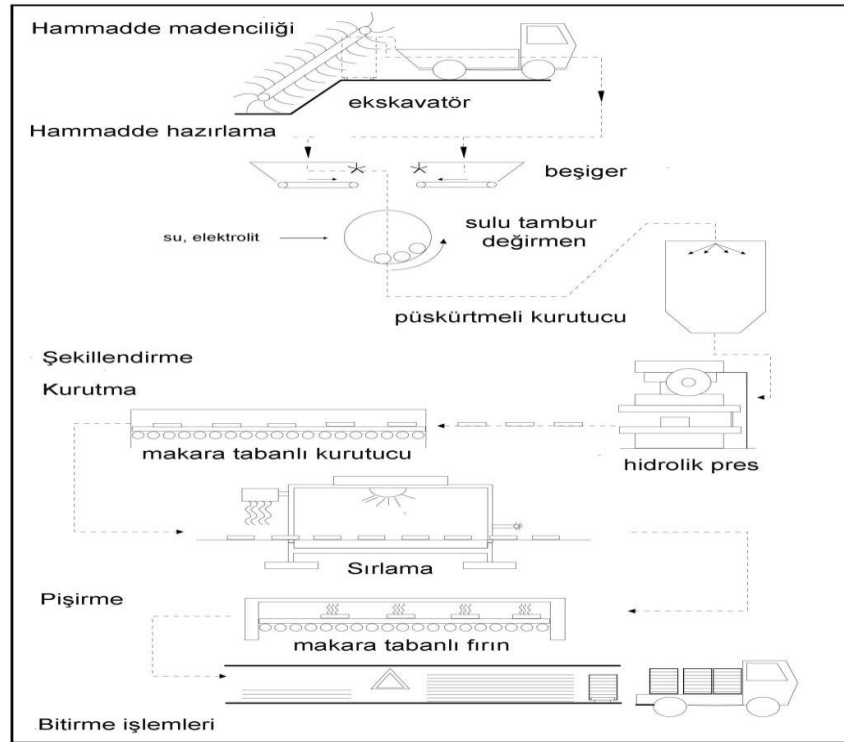 Hammadde madenciliği
ekskavatör
Hammadde hazırlama
beşiger
su, elektrolit
sulu tambur
değirmen
püskürtmeli kurutucu
Şekillendirme
Kurutma
makara tabanlı kurutucu
hidrolik pres
Sırlama
Pişirme
makara tabanlı fırın
Bitirme işlemleri